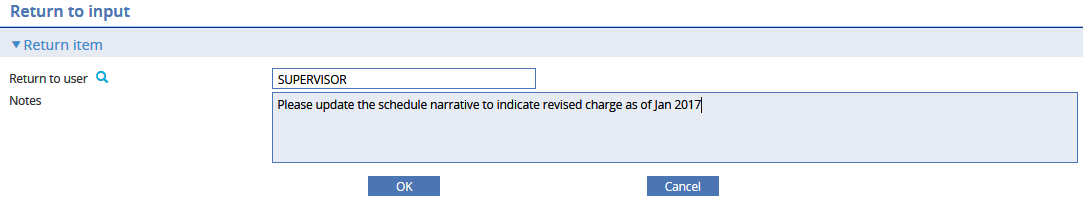 Return to input
Return item
Return to user
SUPERVISOR
Notes
Please update the schedule narrative to indicate revised charge as of Jan 2017
OK
Cancel